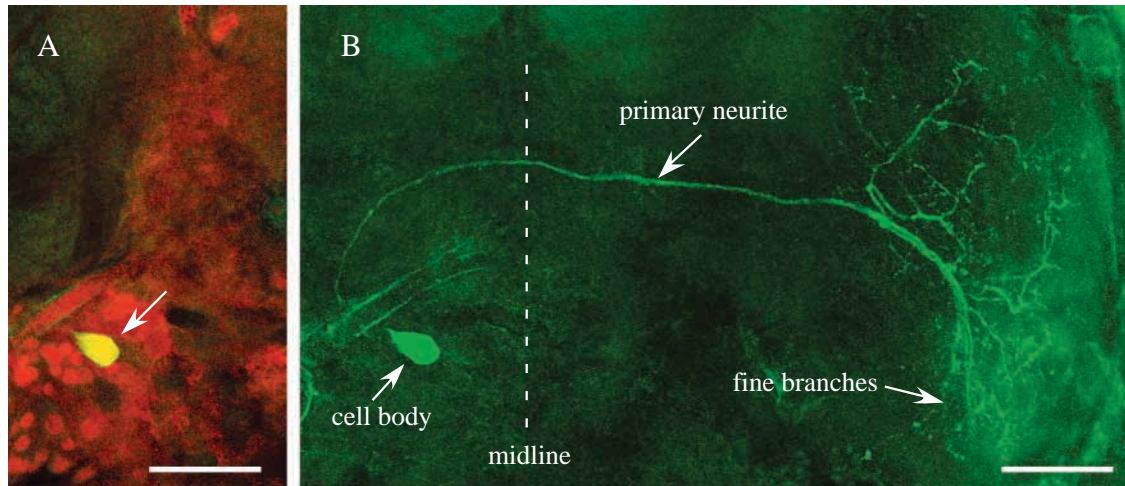 A
B
primary neurite
fine branches
cell body
midline